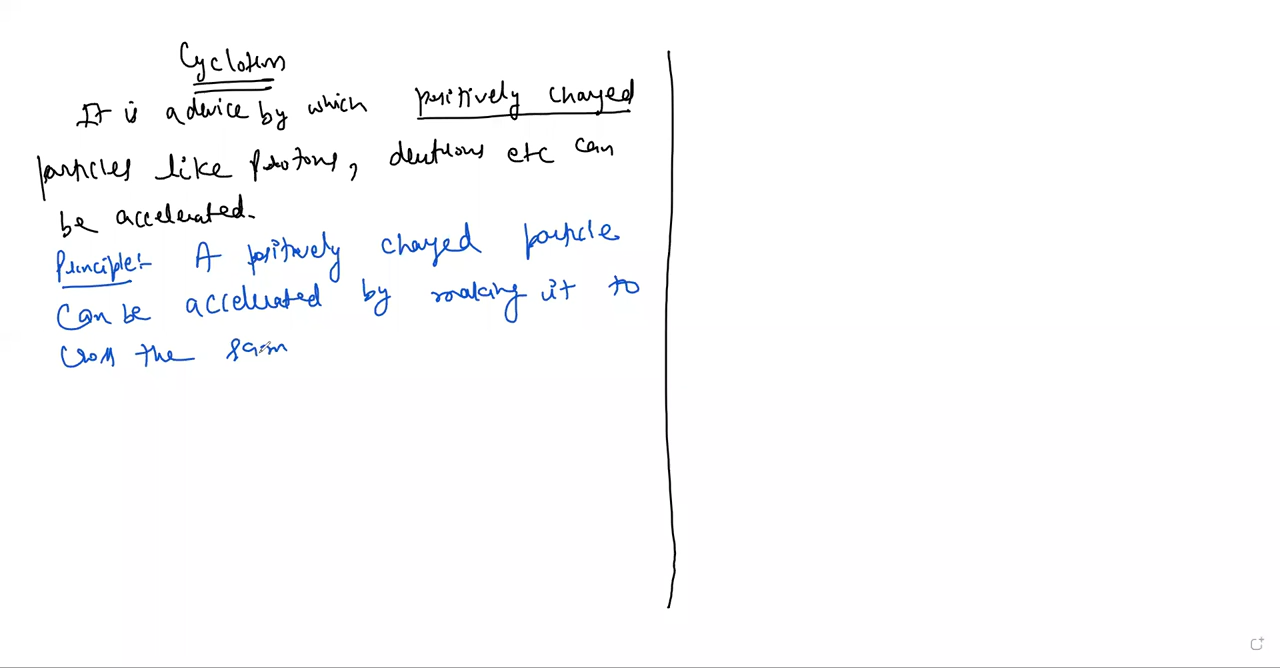 Cyclotron
It is a device by which positively charged
particles like protons, deutrons etc can
be accelerated.
Principle:- A positively charged particle
can be accelerated by making it to
cross the sam